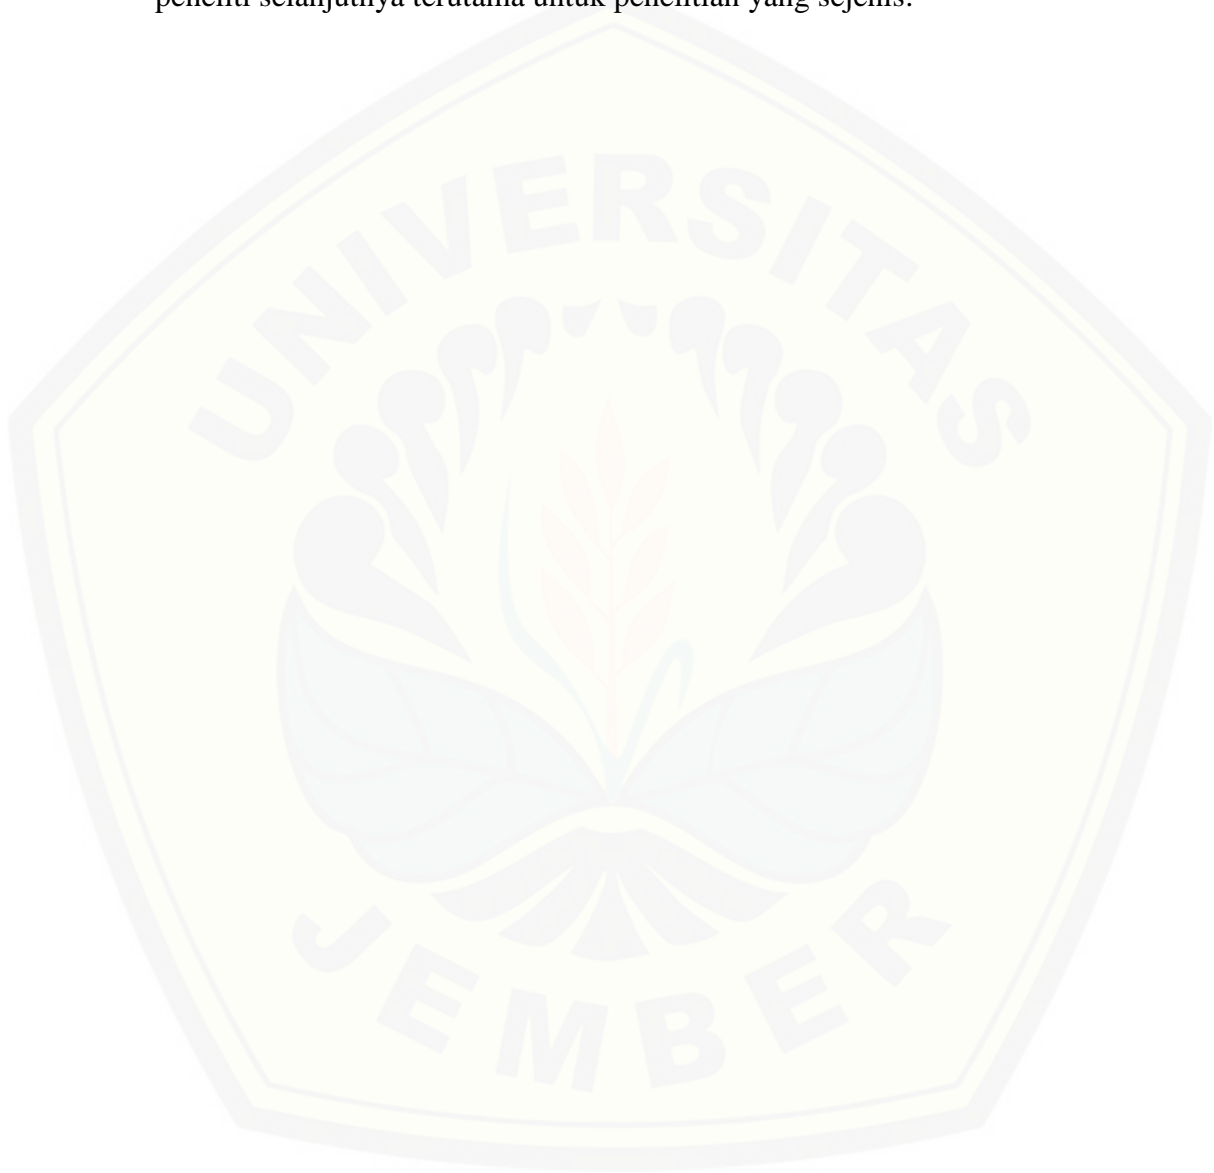 peneliti selanjutnya terutama untuk penelitian yang sejenis.
UNIVERSITAS
JEMBER